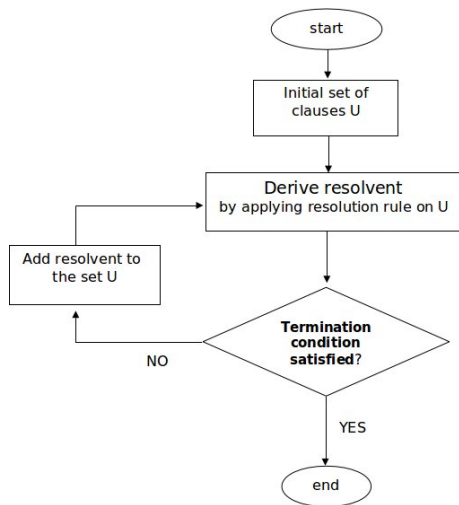 start
Initial set of
clauses U
Derive resolvent
by applying resolution rule on U
Add resolvent to
the set U
Termination
condition
satisfied?
NO
YES
end